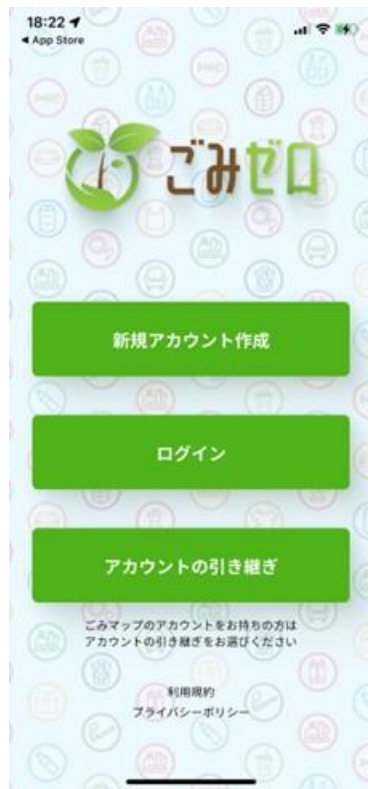 18:22
◀ App Store
ごみゼロ
新規アカウント作成
ログイン
アカウントの引き継ぎ
ごみマップのアカウントをお持ちの方は
アカウントの引き継ぎをお選びください
利用規約
プライバシーポリシー